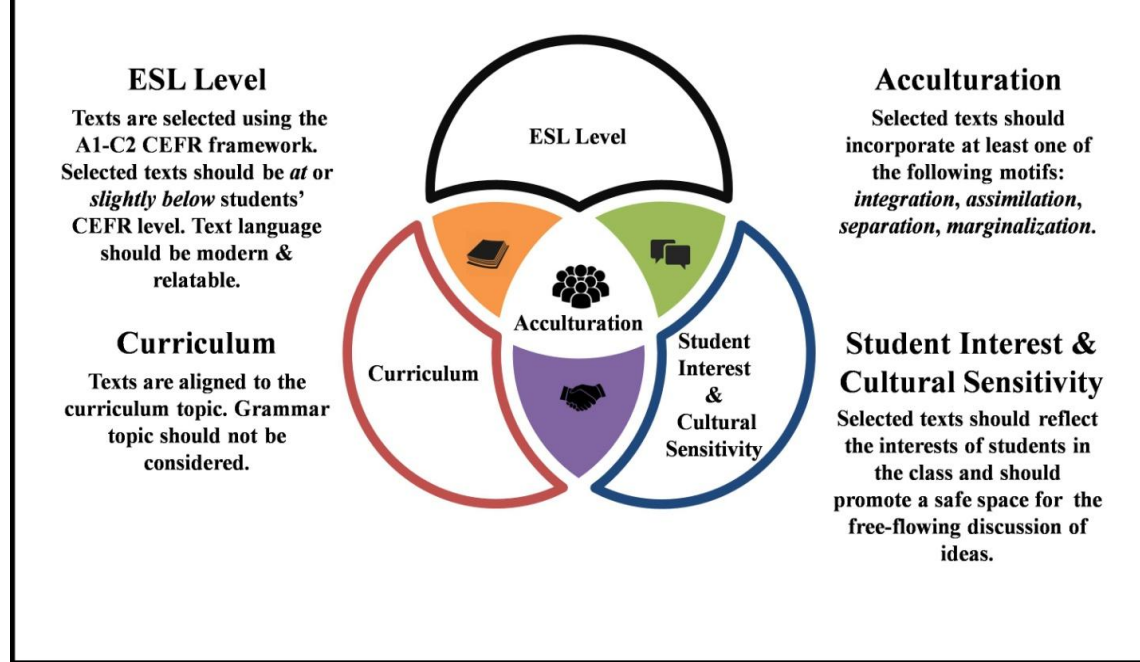 ESL Level
Texts are selected using the
A1-C2 CEFR framework.
Selected texts should be at or
slightly below students'
CEFR level. Text language
should be modern &
relatable.
Curriculum
Texts are aligned to the
curriculum topic. Grammar
topic should not be
considered.
ESL Level
Acculturation
Curriculum
Student
Interest
&
Cultural
Sensitivity
Acculturation
Selected texts should
incorporate at least one of
the following motifs:
integration, assimilation,
separation, marginalization.
Student Interest &
Cultural Sensitivity
Selected texts should reflect
the interests of students in
the class and should
promote a safe space for the
free-flowing discussion of
ideas.